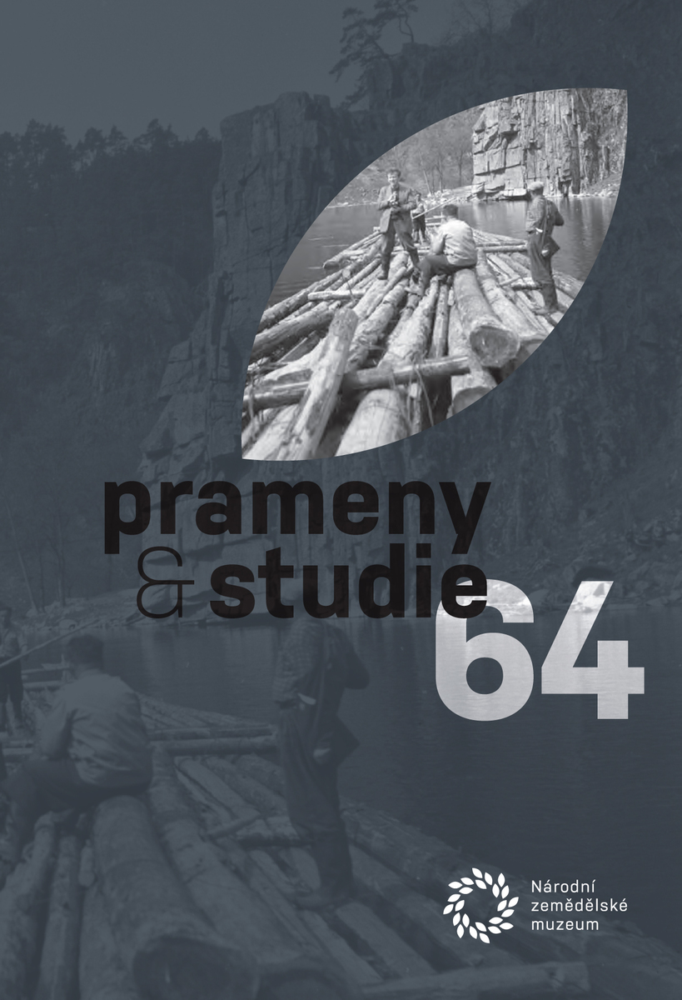 prameny
& studie
64
Národní
zemědělské
muzeum